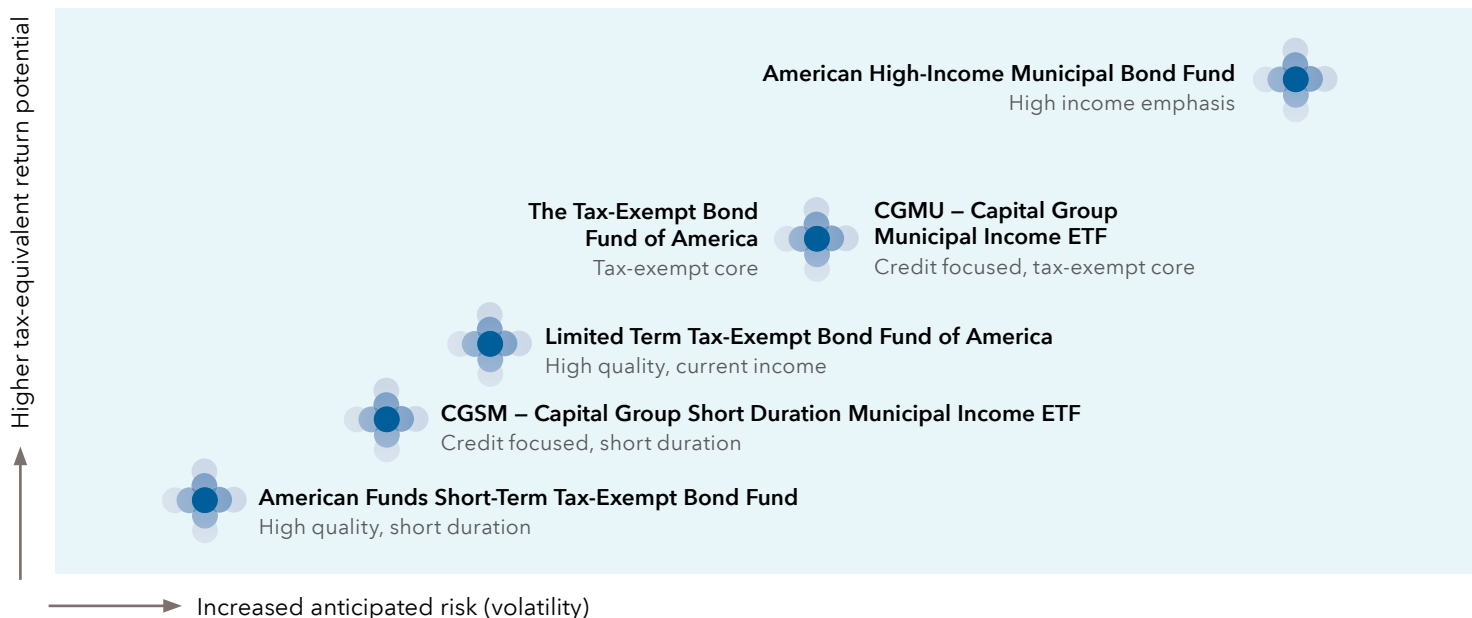 Higher tax-equivalent return potential
American High-Income Municipal Bond Fund
High income emphasis
The Tax-Exempt Bond
Fund of America
Tax-exempt core
CGMU – Capital Group
Municipal Income ETF
Credit focused, tax-exempt core
Limited Term Tax-Exempt Bond Fund of America
High quality, current income
CGSM – Capital Group Short Duration Municipal Income ETF
Credit focused, short duration
American Funds Short-Term Tax-Exempt Bond Fund
High quality, short duration
Increased anticipated risk (volatility)